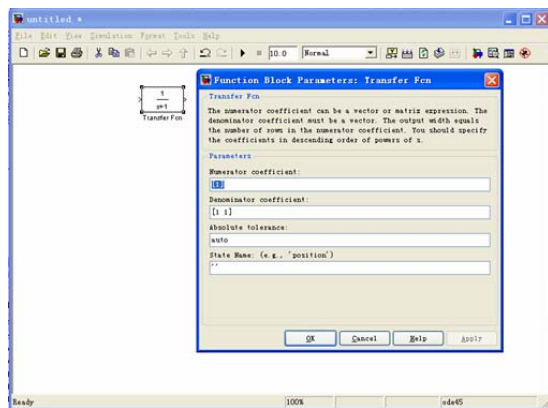 untitled *
File Edit View Simulation Format Tools Help
10.0 Normal
1
s+1
Transfer Fcn
Function Block Parameters: Transfer Fcn
Transfer Fcn
The numerator coefficient can be a vector or matrix expression. The
denominator coefficient must be a vector. The output width equals
the number of rows in the numerator coefficient. You should specify
the coefficients in descending order of powers of s.
Parameters
Numerator coefficient:
[1]
Denominator coefficient:
[1 1]
Absolute tolerance:
auto
State Name: (e.g., 'position')
''
OK Cancel Help Apply
Ready 100% ode45